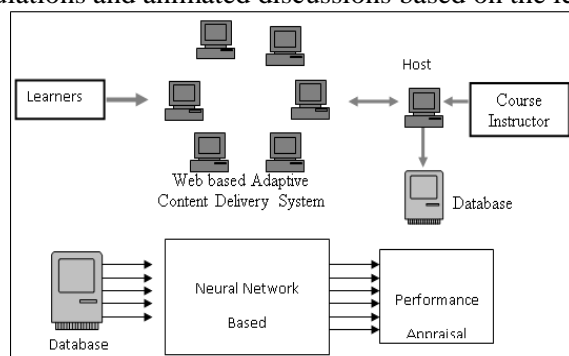 Learners
Host
Course
Instructor
Web based Adaptive
Content Delivery System
Database
Neural Network
Based
Performance
Appraisal
Database